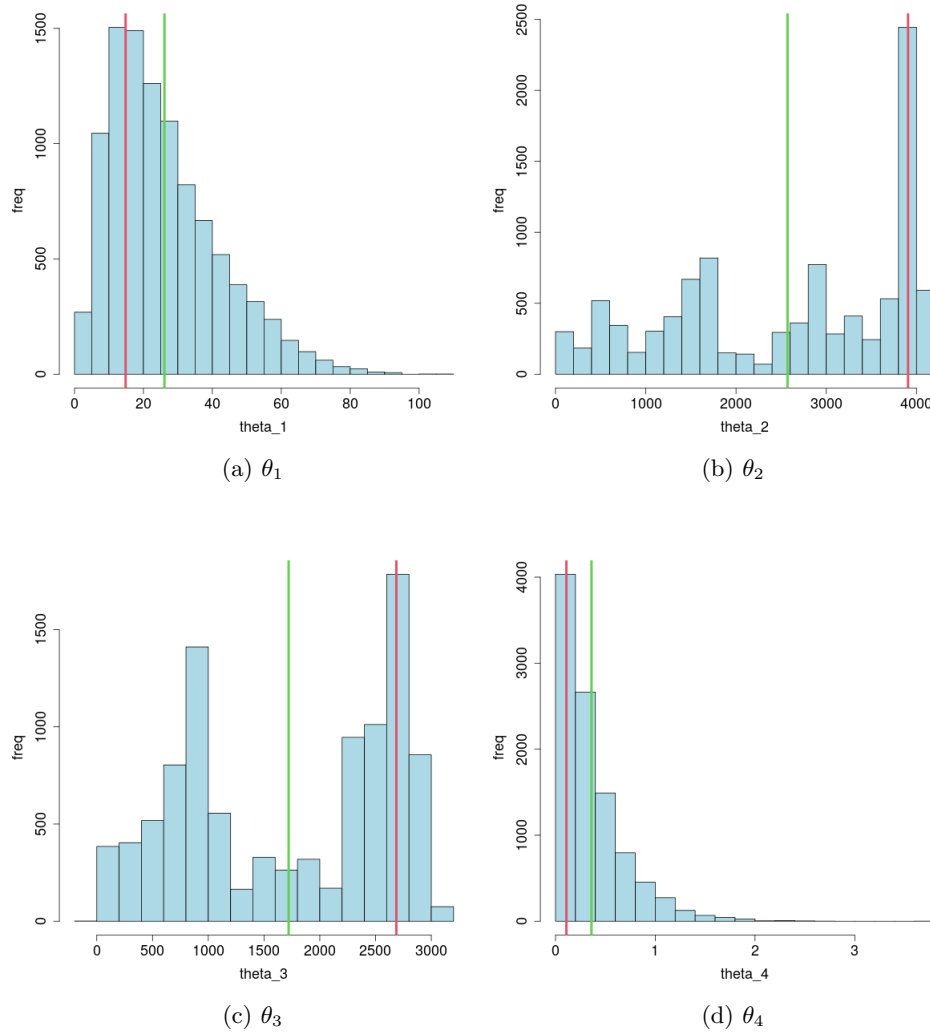 freq
0 500 1000 1500
0 20 40 60 80 100
theta_1
(a) θ1
freq
0 500 1000 1500 2000 2500
0 1000 2000 3000 4000
theta_2
(b) θ2
freq
0 500 1000 1500
0 500 1000 1500 2000 2500 3000
theta_3
(c) θ3
freq
0 1000 2000 3000 4000
0 1 2 3
theta_4
(d) θ4